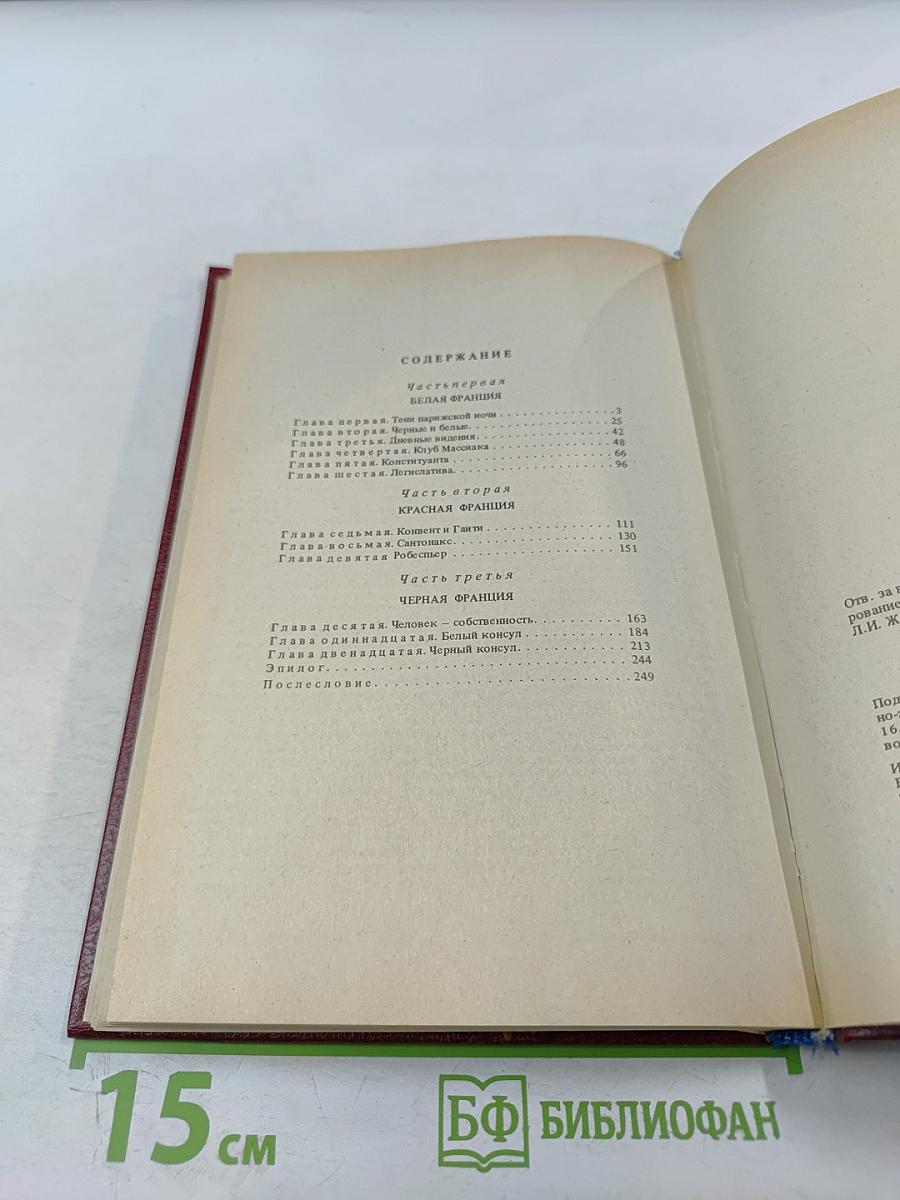 СОДЕРЖАНИЕ
Часть первая
БЕЛАЯ ФРАНЦИЯ
Глава первая. Тени парижской ночи . . . . . . . . . . . . . . .3
Глава вторая. Черные и белые. . . . . . . . . . . . . . . . . . 25
Глава третья. Дневные видения. . . . . . . . . . . . . . . . . 42
Глава четвертая. Клуб Массиака . . . . . . . . . . . . . . . 48
Глава пятая. Конституанта . . . . . . . . . . . . . . . . . . . 66
Глава шестая. Легислатива. . . . . . . . . . . . . . . . . . . 96
Часть вторая
КРАСНАЯ ФРАНЦИЯ
Глава седьмая. Конвент и Гаити . . . . . . . . . . . . . . 111
Глава восьмая. Сантонакс. . . . . . . . . . . . . . . . . . . 130
Глава девятая Робеспьер . . . . . . . . . . . . . . . . . . . 151
Часть третья
ЧЕРНАЯ ФРАНЦИЯ
Глава десятая. Человек — собственность. . . . . . . . . . 163
Глава одиннадцатая. Белый консул . . . . . . . . . . . . 184
Глава двенадцатая. Черный консул. . . . . . . . . . . . . 213
Эпилог. . . . . . . . . . . . . . . . . . . . . . . . . . . . . . . 244
Послесловие. . . . . . . . . . . . . . . . . . . . . . . . . . .249
Отв. за
рование
Л.И. Ж
Под
но-
16.
во
15 см
БФ БИБЛИОФАН